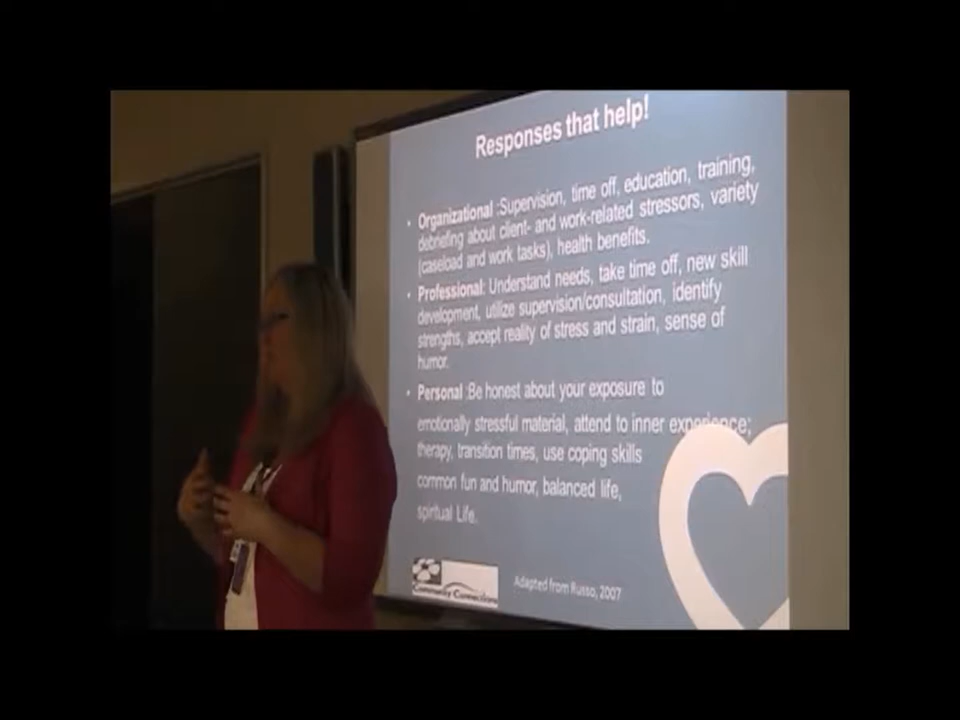 Responses that help!
• Organizational :Supervision, time off, education, training,
debriefing about client- and work-related stressors, variety
(caseload and work tasks), health benefits.
• Professional: Understand needs, take time off, new skill
development, utilize supervision/consultation, identify
strengths, accept reality of stress and strain, sense of
humor.
• Personal :Be honest about your exposure to
emotionally stressful material, attend to inner experience;
therapy, transition times, use coping skills
common fun and humor, balanced life,
spiritual Life.
Community Connections
Adapted from Russo, 2007